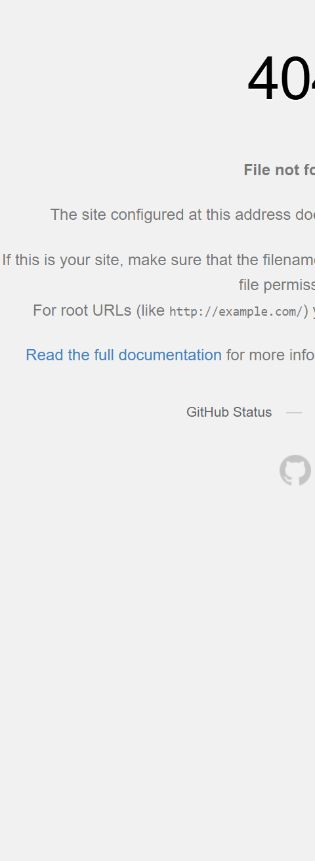 404
File not fo
The site configured at this address doe
If this is your site, make sure that the filename
file permiss
For root URLs (like http://example.com/) y
Read the full documentation for more info
GitHub Status —